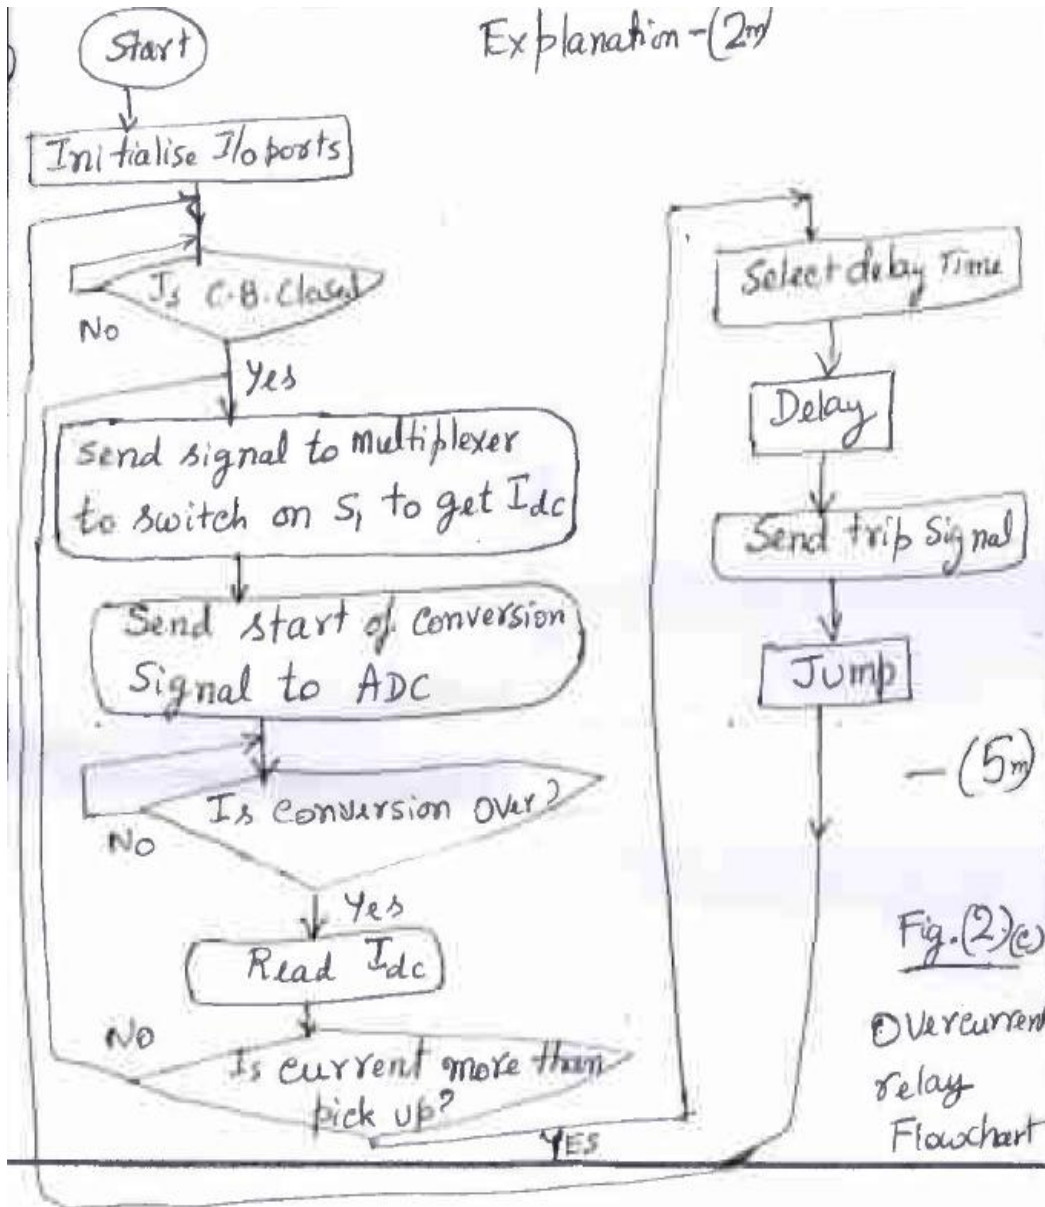 Start
Explanation-(2m)
Initialise I/o ports
Is C.B. Closed
No
Yes
send signal to multiplexer
to switch on S1 to get Idc
Send start of conversion
Signal to ADC
Is conversion over?
No
Yes
Read Idc
No
Is current more than
pick up?
YES
Select delay Time
Delay
Send trip Signal
Jump
- (5m)
Fig.(2)(c)
Overcurrent
relay
Flowchart